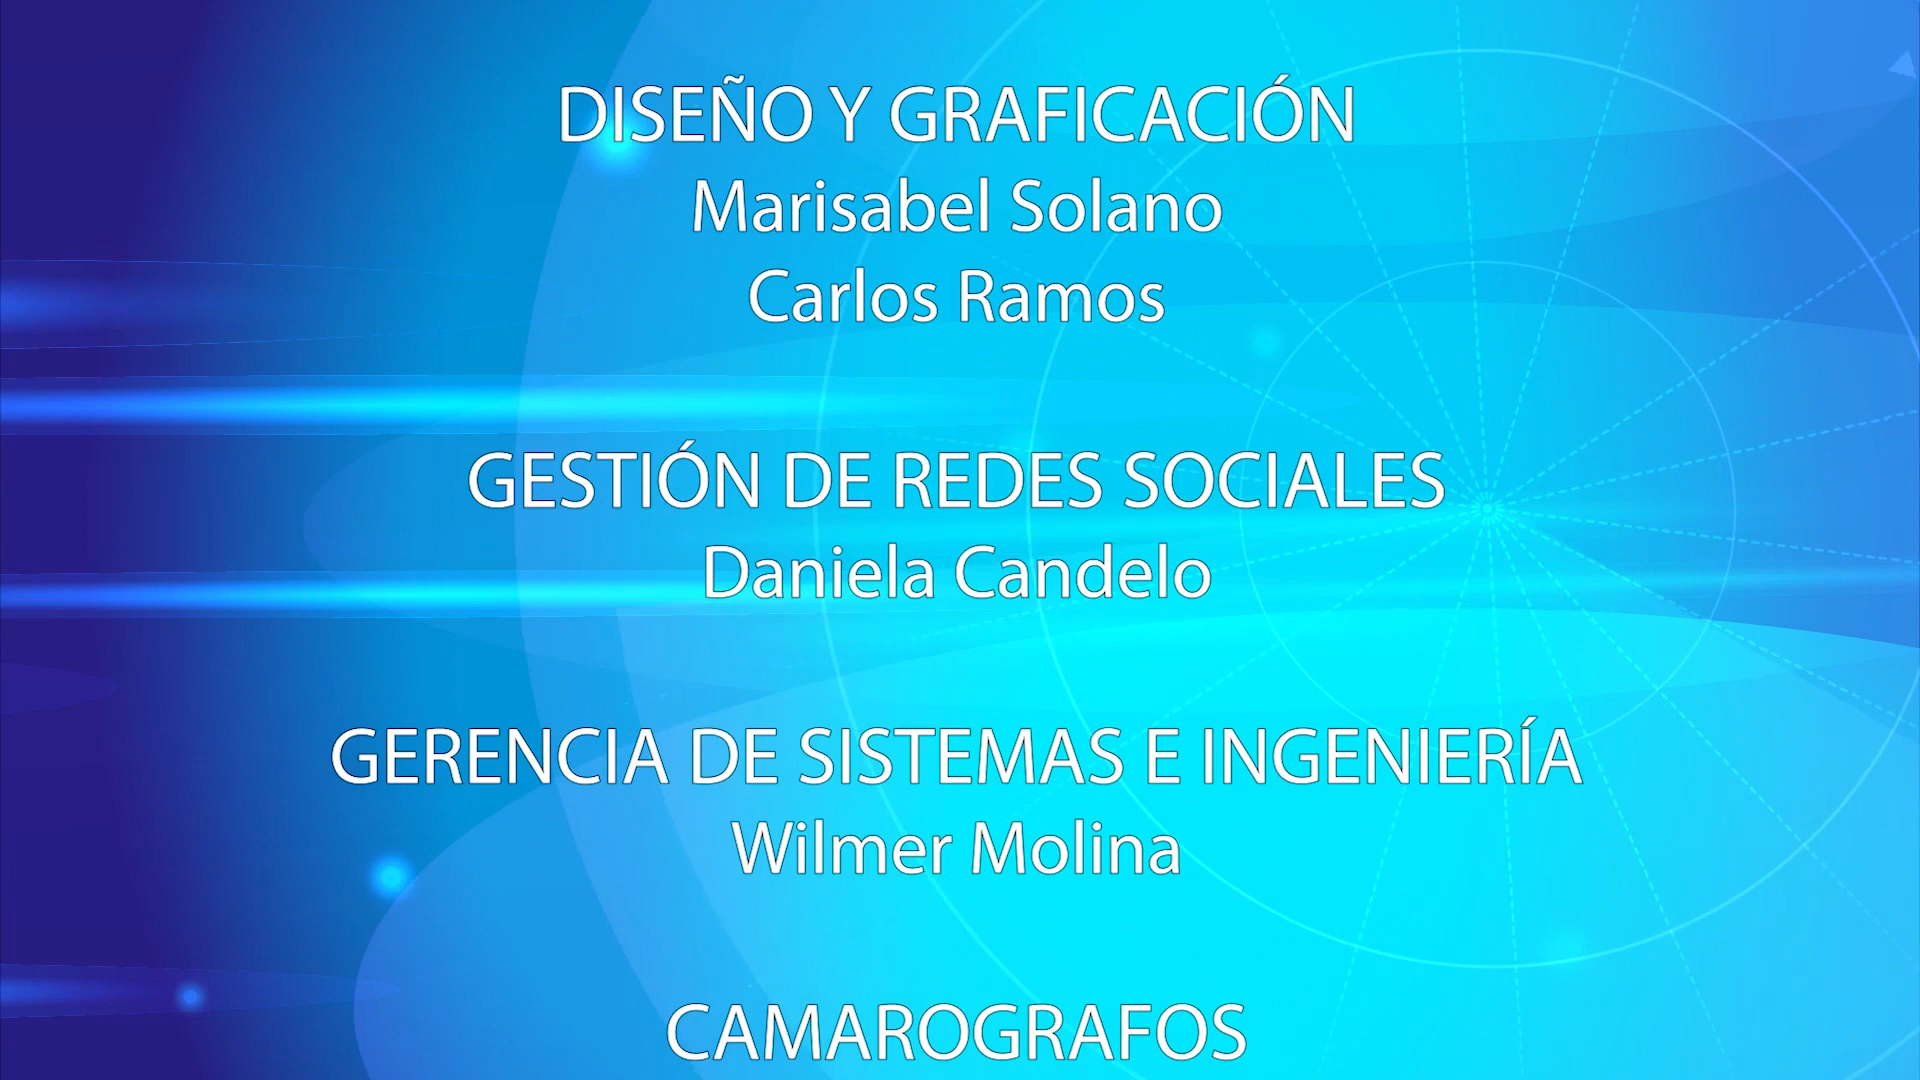 DISEÑO Y GRAFICACIÓN
Marisabel Solano
Carlos Ramos
GESTIÓN DE REDES SOCIALES
Daniela Candelo
GERENCIA DE SISTEMAS E INGENIERÍA
Wilmer Molina
CAMAROGRAFOS